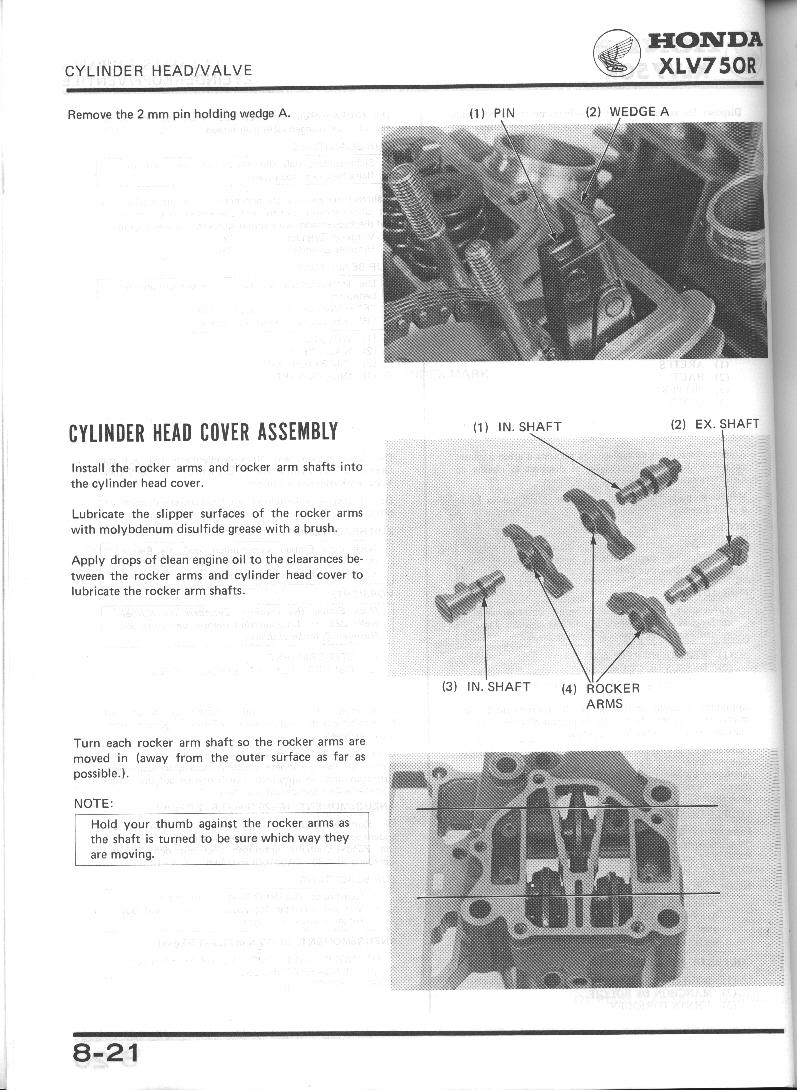 CYLINDER HEAD/VALVE
HONDA
XLV750R
Remove the 2 mm pin holding wedge A.
(1) PIN
(2) WEDGE A
CYLINDER HEAD COVER ASSEMBLY
Install the rocker arms and rocker arm shafts into
the cylinder head cover.
Lubricate the slipper surfaces of the rocker arms
with molybdenum disulfide grease with a brush.
Apply drops of clean engine oil to the clearances be-
tween the rocker arms and cylinder head cover to
lubricate the rocker arm shafts.
(1) IN. SHAFT
(2) EX. SHAFT
(3) IN. SHAFT
(4) ROCKER
ARMS
Turn each rocker arm shaft so the rocker arms are
moved in (away from the outer surface as far as
possible.).
NOTE:
Hold your thumb against the rocker arms as
the shaft is turned to be sure which way they
are moving.
8-21